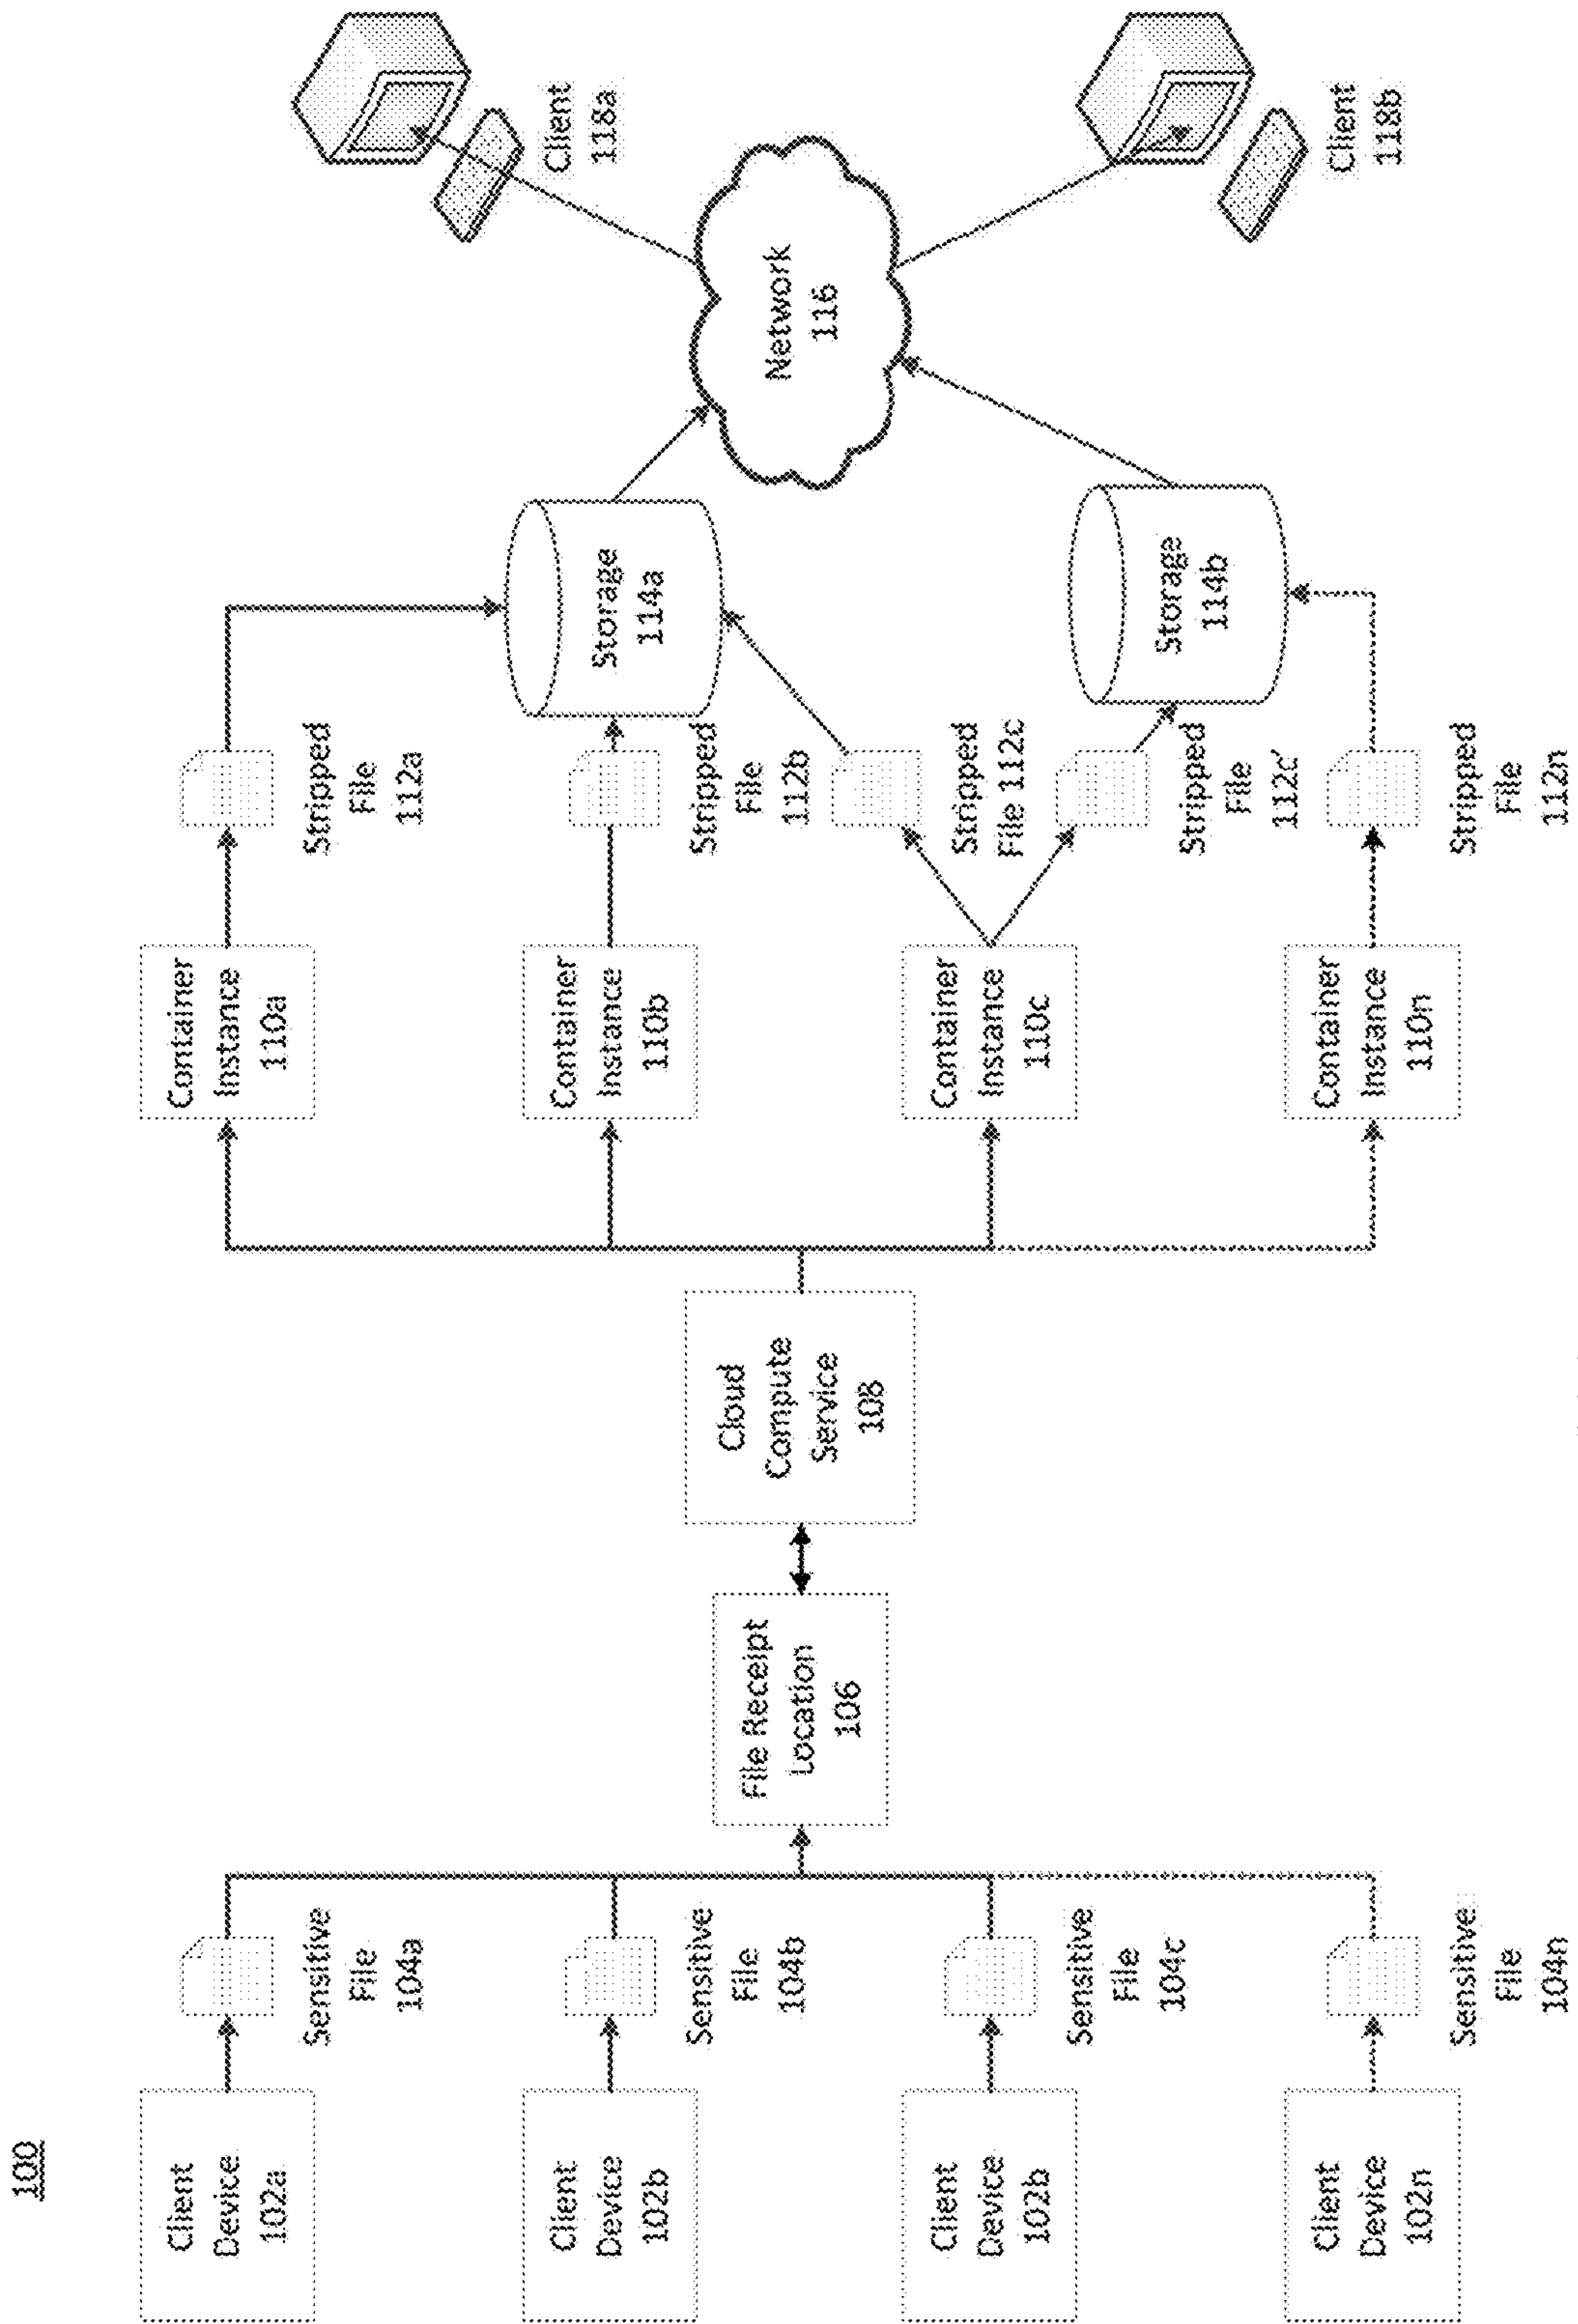 100
Client
Device
102a
Client
Device
102b
Client
Device
102b
Client
Device
102n
Sensitive
File
104a
Sensitive
File
104b
Sensitive
File
104c
Sensitive
File
104n
File Receipt
Location
106
Cloud
Compute
Service
108
Container
Instance
110a
Container
Instance
110b
Container
Instance
110c
Container
Instance
110n
Stripped
File
112a
Stripped
File
112b
Stripped
File 112c
Stripped
File
112c'
Stripped
File
112n
Storage
114a
Storage
114b
Network
116
Client
118a
Client
118b